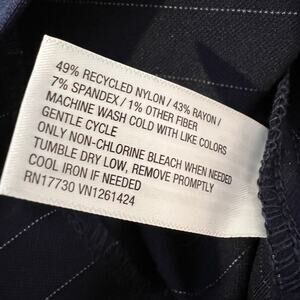 49% RECYCLED NYLON / 43% RAYON /
7% SPANDEX / 1% OTHER FIBER
MACHINE WASH COLD WITH LIKE COLORS
GENTLE CYCLE
ONLY NON-CHLORINE BLEACH WHEN NEEDED
TUMBLE DRY LOW, REMOVE PROMPTLY
COOL IRON IF NEEDED
RN17730 VN1261424